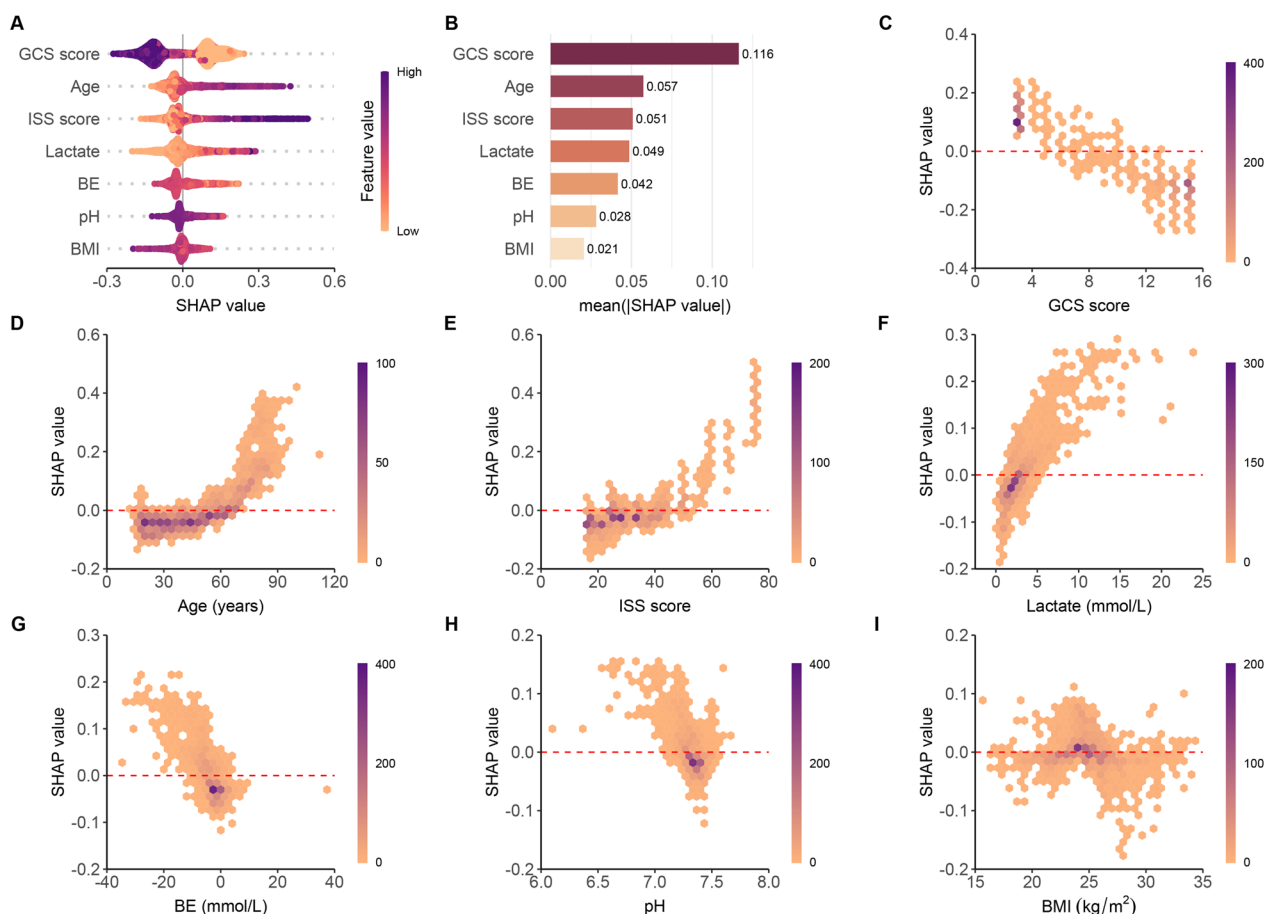 A
GCS score
Age
ISS score
Lactate
BE
pH
BMI
-0.3
0.0
0.3
0.6
SHAP value
High
Low
Feature value
B
GCS score
Age
ISS score
Lactate
BE
pH
BMI
0.116
0.057
0.051
0.049
0.042
0.028
0.021
0.00
0.05
0.10
mean(|SHAP value|)
C
0.4
0.2
0.0
-0.2
-0.4
SHAP value
0
4
8
12
16
GCS score
400
200
0
D
0.6
0.4
0.2
0.0
-0.2
SHAP value
0
30
60
90
120
Age (years)
100
50
0
E
0.6
0.4
0.2
0.0
-0.2
SHAP value
0
20
40
60
80
ISS score
200
100
0
F
0.3
0.2
0.1
0.0
-0.1
-0.2
SHAP value
0
5
10
15
20
25
Lactate (mmol/L)
300
150
0
G
0.3
0.2
0.1
0.0
-0.1
-0.2
SHAP value
-40
-20
0
20
40
BE (mmol/L)
400
200
0
H
0.2
0.1
0.0
-0.1
-0.2
SHAP value
6.0
6.5
7.0
7.5
8.0
pH
400
200
0
I
0.2
0.1
0.0
-0.1
-0.2
SHAP value
15
20
25
30
35
BMI (kg/m²)
200
100
0